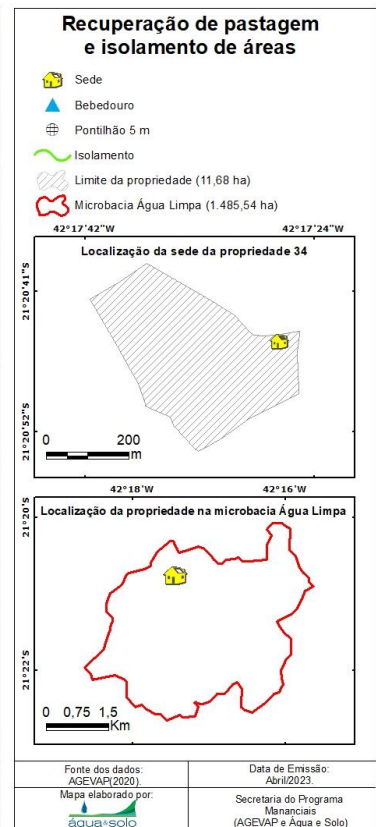 Recuperação de pastagem
e isolamento de áreas
Sede
Bebedouro
Pontilhão 5 m
Isolamento
Limite da propriedade (11,68 ha)
Microbacia Água Limpa (1.485,54 ha)
42°17'42"W 42°17'24"W
Localização da sede da propriedade 34
21°20'41"S
21°20'52"S
0 200
m
42°18'W 42°16'W
Localização da propriedade na microbacia Água Limpa
21°20'S
21°22'S
0 0,75 1,5
Km
Fonte dos dados:
AGEVAP(2020).
Data de Emissão:
Abril/2023.
Mapa elaborado por:
água&solo
Secretaria do Programa
Mananciais
(AGEVAP e Água e Solo)